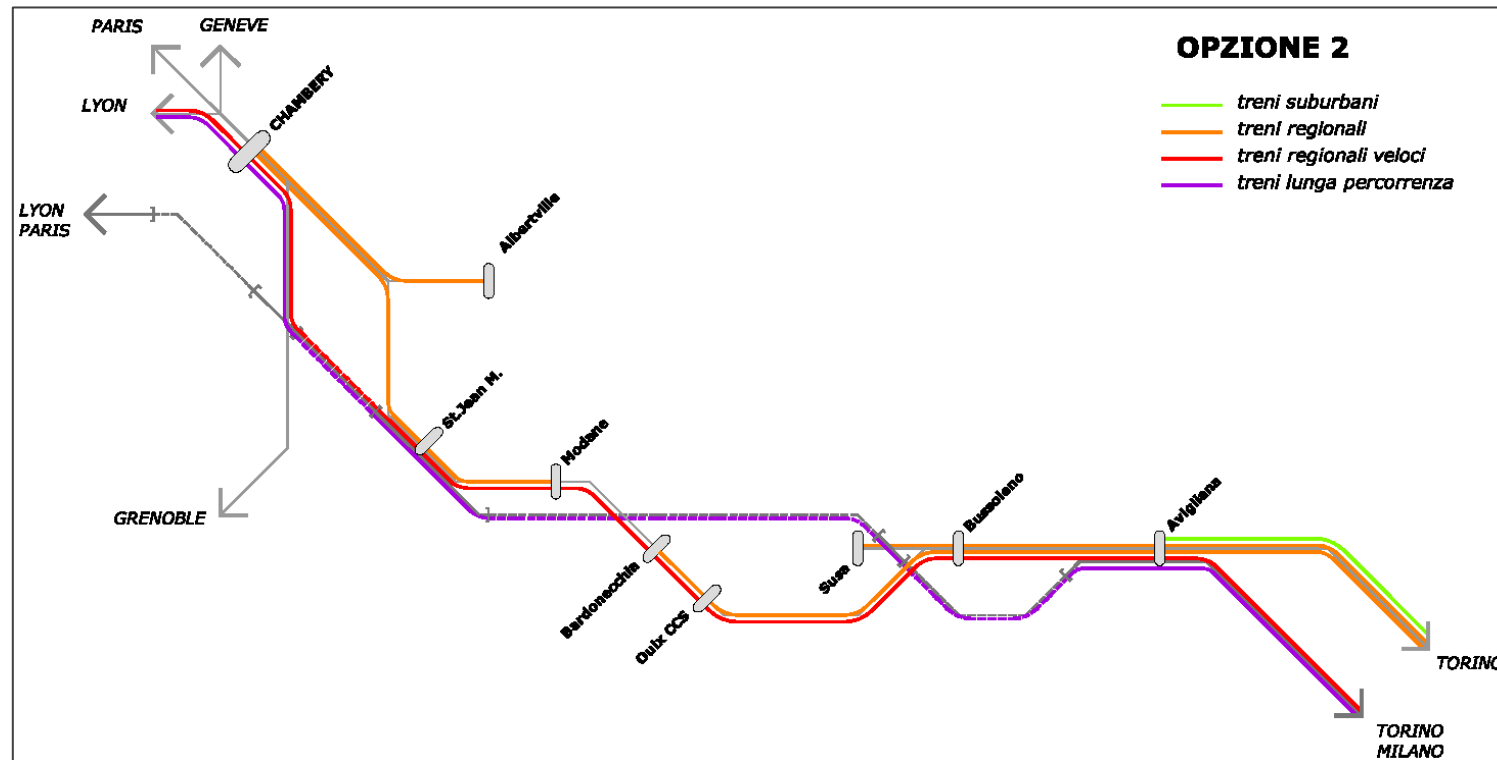 PARIS
GENEVE
OPZIONE 2
LYON
CHAMBERY
treni suburbani
treni regionali
treni regionali veloci
treni lunga percorrenza
LYON
PARIS
Albertville
St.Jean M.
Modane
GRENOBLE
Bardonecchia
Oulx CCS
Susa
Bussoleno
Avigliana
TORINO
TORINO
MILANO